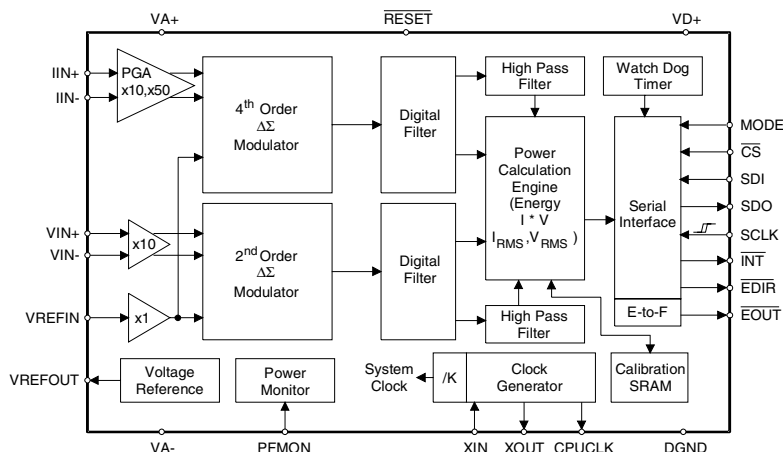 VA+
RESET
VD+
IIN+
IIN-
PGA
x10,x50
4th Order
ΔΣ
Modulator
Digital
Filter
High Pass
Filter
Watch Dog
Timer
Power
Calculation
Engine
(Energy
I * V
IRMS,VRMS )
Serial
Interface
E-to-F
MODE
CS
SDI
SDO
SCLK
INT
EDIR
EOUT
VIN+
VIN-
x10
2nd Order
ΔΣ
Modulator
Digital
Filter
High Pass
Filter
VREFIN
x1
VREFOUT
Voltage
Reference
Power
Monitor
System
Clock
/K
Clock
Generator
Calibration
SRAM
VA-
PFMON
XIN
XOUT
CPUCLK
DGND